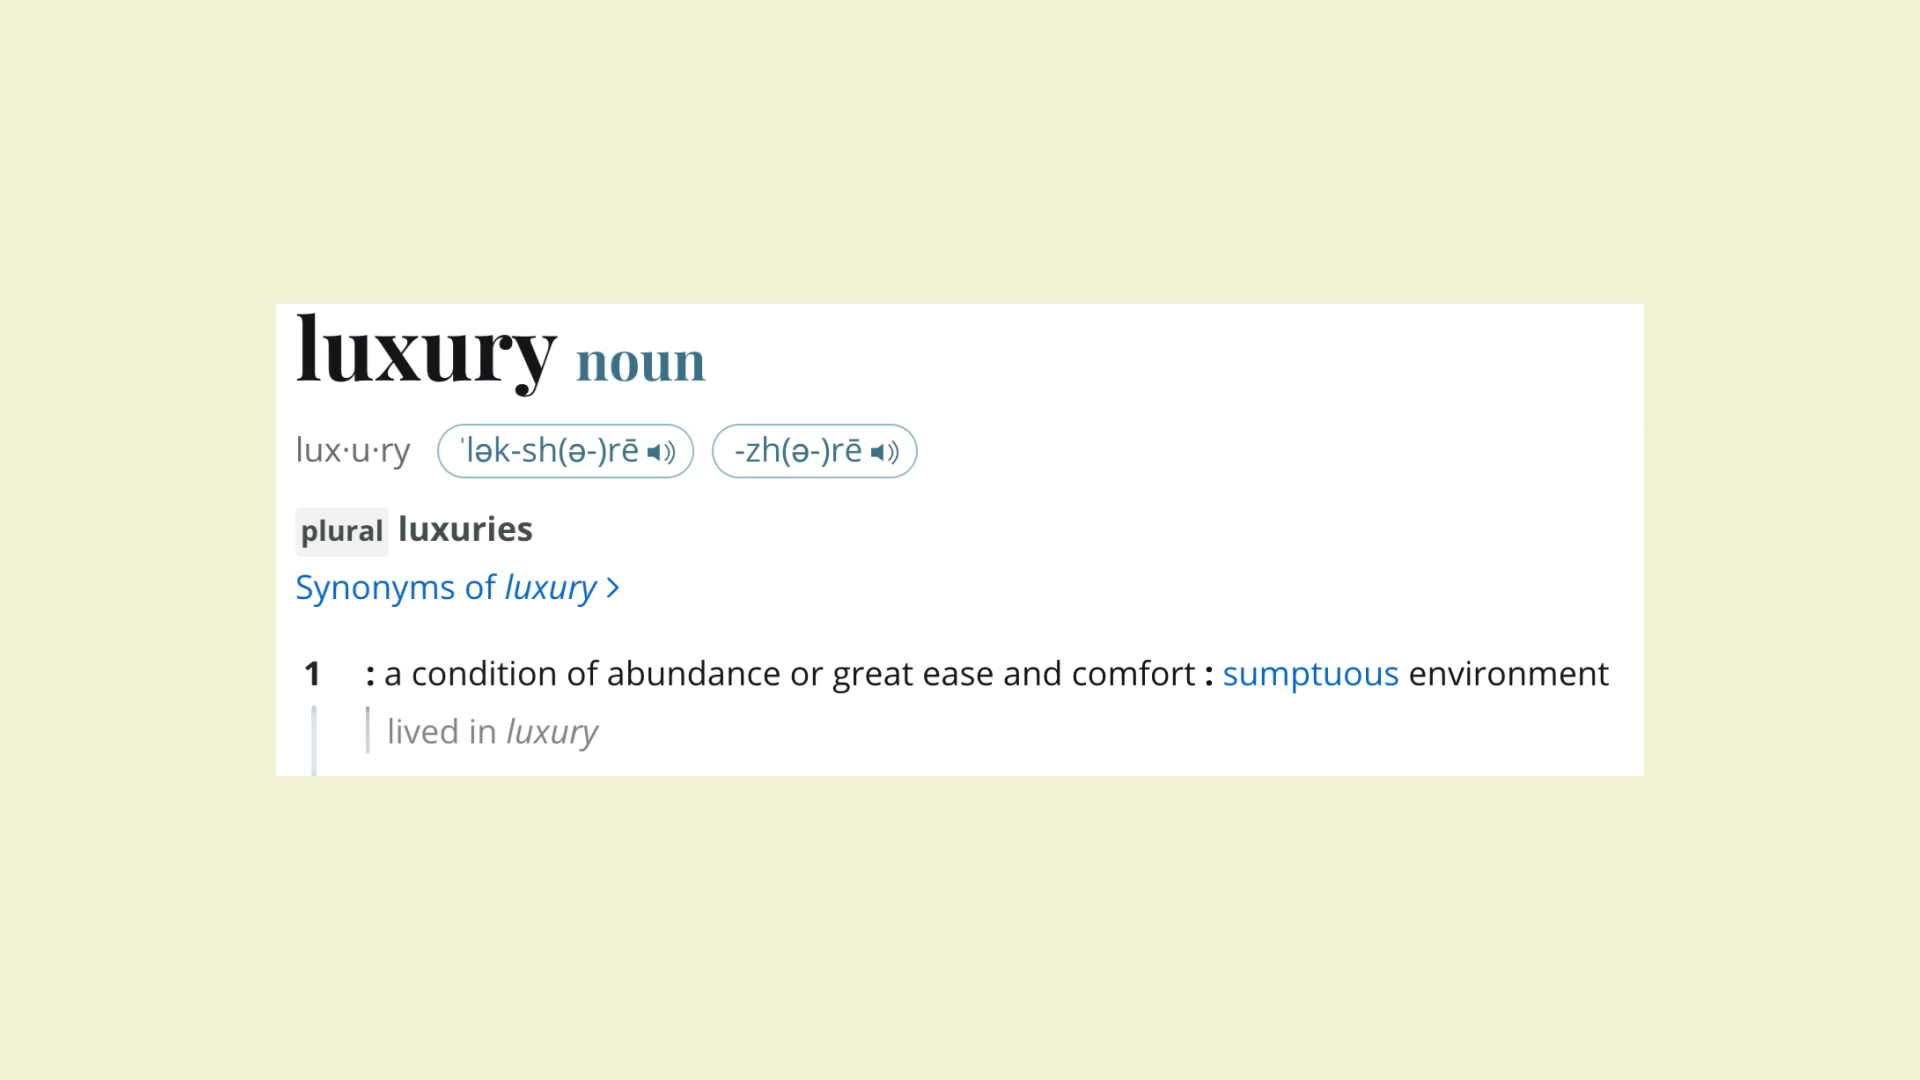 luxury noun
lux·u·ry ˈlək-sh(ə-)rē -zh(ə-)rē
plural luxuries
Synonyms of luxury >
1 : a condition of abundance or great ease and comfort : sumptuous environment
lived in luxury